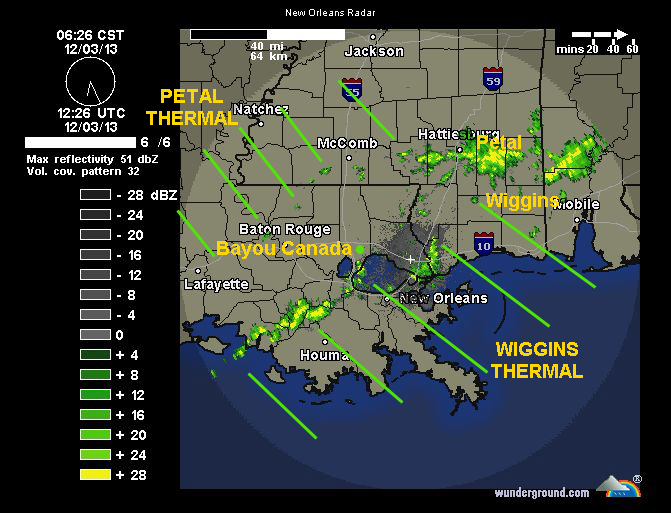 New Orleans Radar
06:26 CST
12/03/13
12:26 UTC
12/03/13
6 /6
Max reflectivity 51 dbZ
Vol. cov. pattern 32
- 28 dBZ
- 24
- 20
- 16
- 12
- 8
- 4
0
+ 4
+ 8
+ 12
+ 16
+ 20
+ 24
+ 28
40 mi
64 km
Jackson
mins 20 40 60
55
59
PETAL
THERMAL
Natchez
McComb
Hattiesburg
Petal
Wiggins
Mobile
Baton Rouge
Bayou Canada
10
Lafayette
New Orleans
Houma
WIGGINS
THERMAL
wunderground.com
®